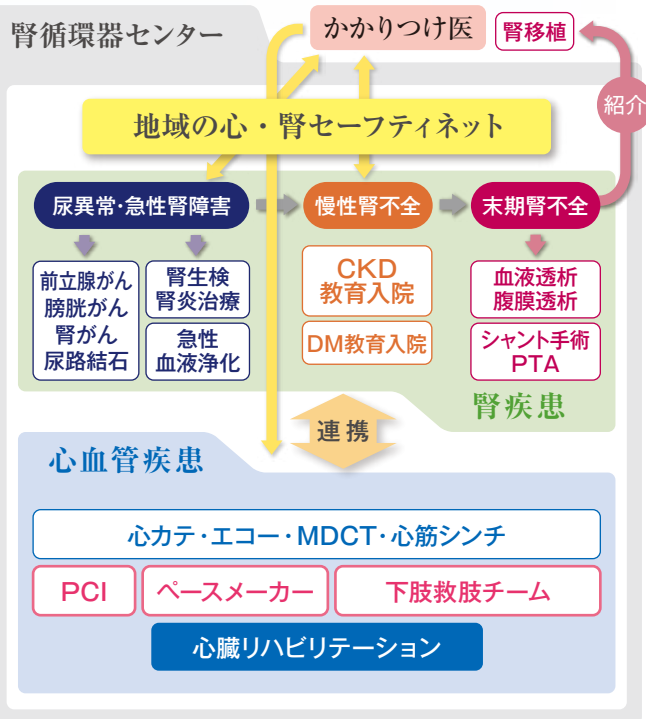 腎循環器センター
かかりつけ医
腎移植
紹介
地域の心・腎セーフティネット
尿異常・急性腎障害
慢性腎不全
末期腎不全
前立腺がん
膀胱がん
腎がん
尿路結石
腎生検
腎炎治療
急性
血液浄化
CKD
教育入院
DM教育入院
血液透析
腹膜透析
シャント手術
PTA
腎疾患
連携
心血管疾患
心カテ・エコー・MDCT・心筋シンチ
PCI
ペースメーカー
下肢救肢チーム
心臓リハビリテーション